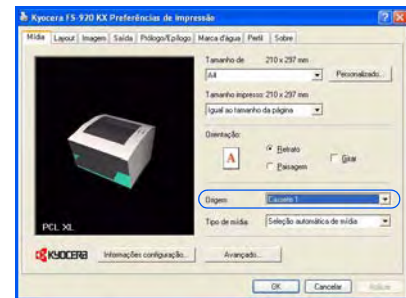 Kyocera FS-920 KX Preferências de Impressão
Mídia Layout Imagem Saída Prólogo/Epílogo Marca d'água Perfil Sobre
Tamanho de 210 x 297 mm
A4 Personalizado...
Tamanho impresso: 210 x 297 mm
Igual ao tamanho da página
Orientação:
A Retrato Girar
Paisagem
Origem: Cassete 1
Tipo de mídia: Seleção automática de mídia
PCL XL
KYOCERA Informações configuração... Avançado...
OK Cancelar Aplicar